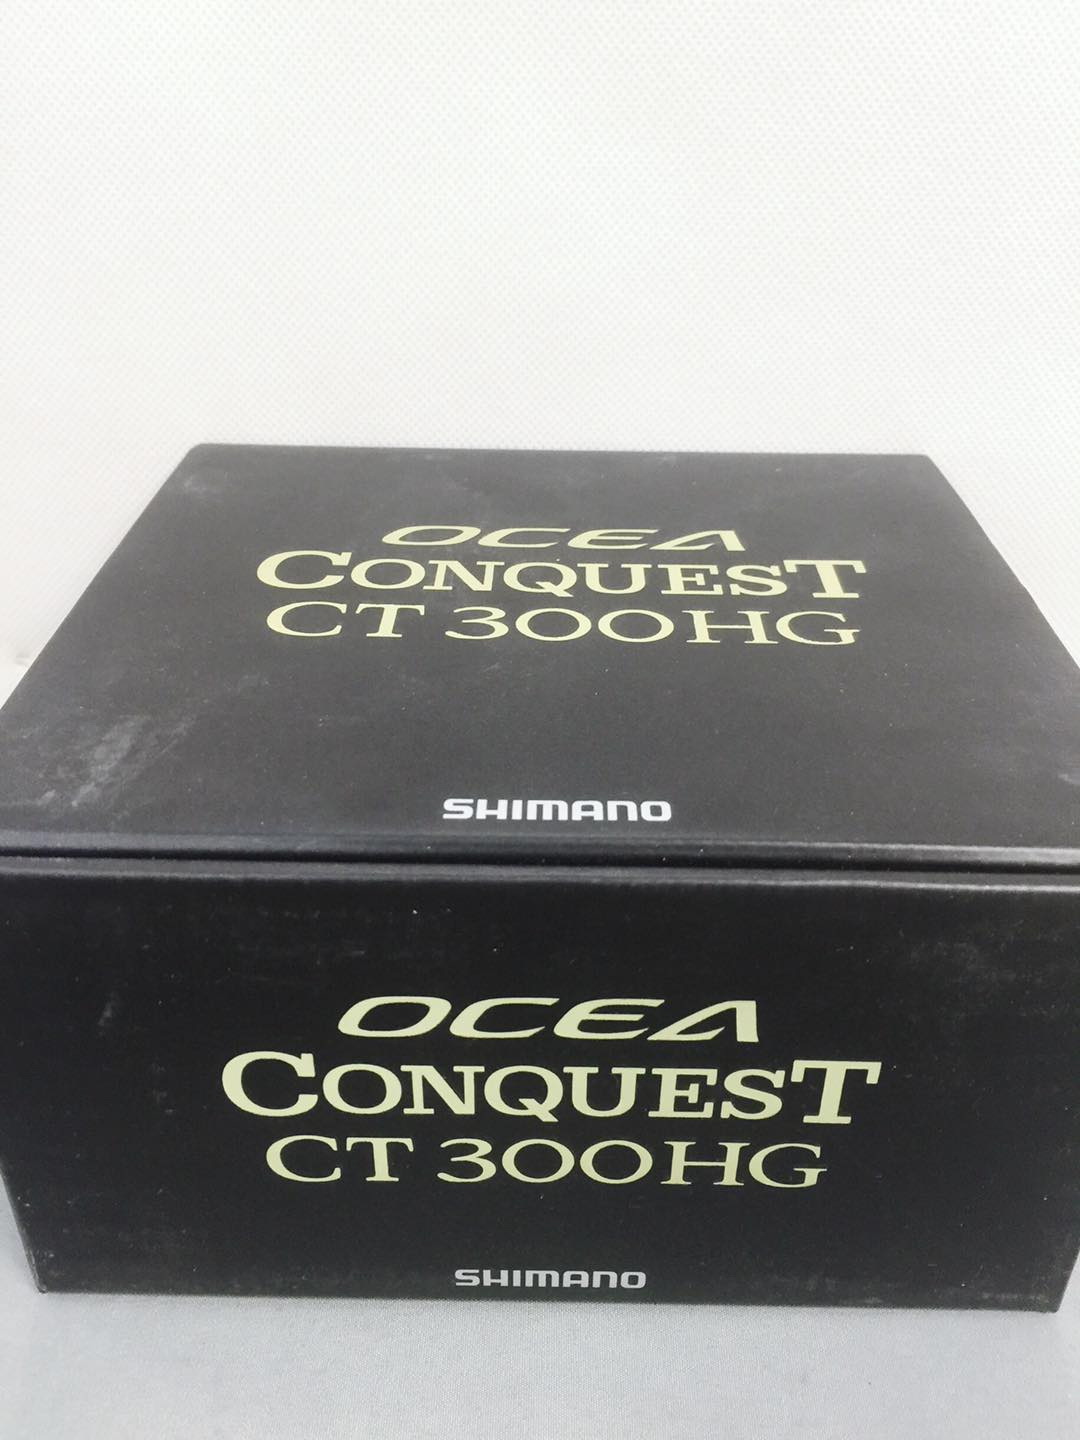 OCEA
CONQUEST
CT 300HG
SHIMANO
OCEA
CONQUEST
CT 300HG
SHIMANO